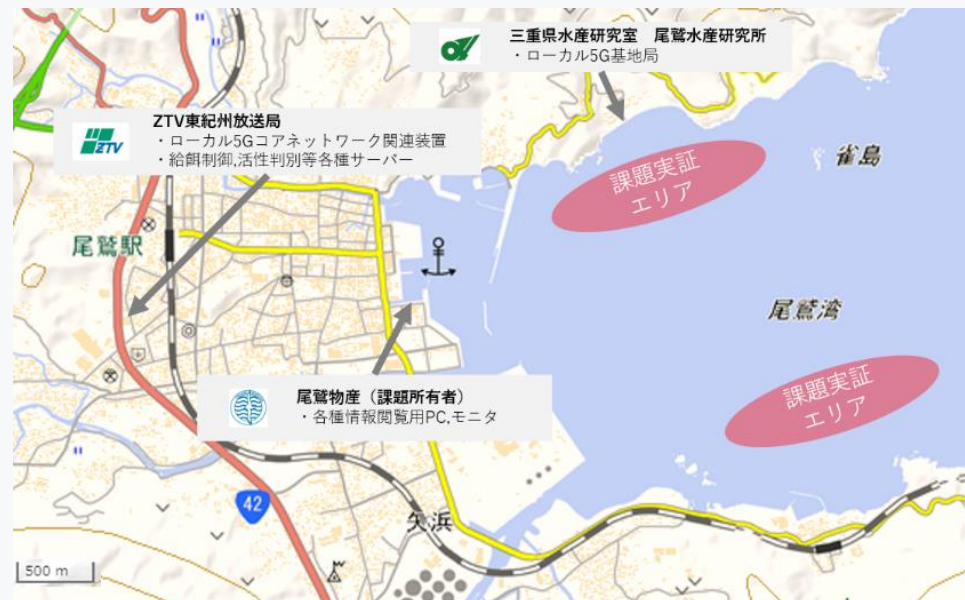 三重県水産研究室　尾鷲水産研究所
・ローカル5G基地局
ZTV東紀州放送局
・ローカル5Gコアネットワーク関連装置
・給餌制御,活性判別等各種サーバー
ZTV
課題実証
エリア
雀島
尾鷲駅
尾鷲湾
課題実証
エリア
尾鷲物産（課題所有者）
・各種情報閲覧用PC,モニタ
42
矢浜
500 m